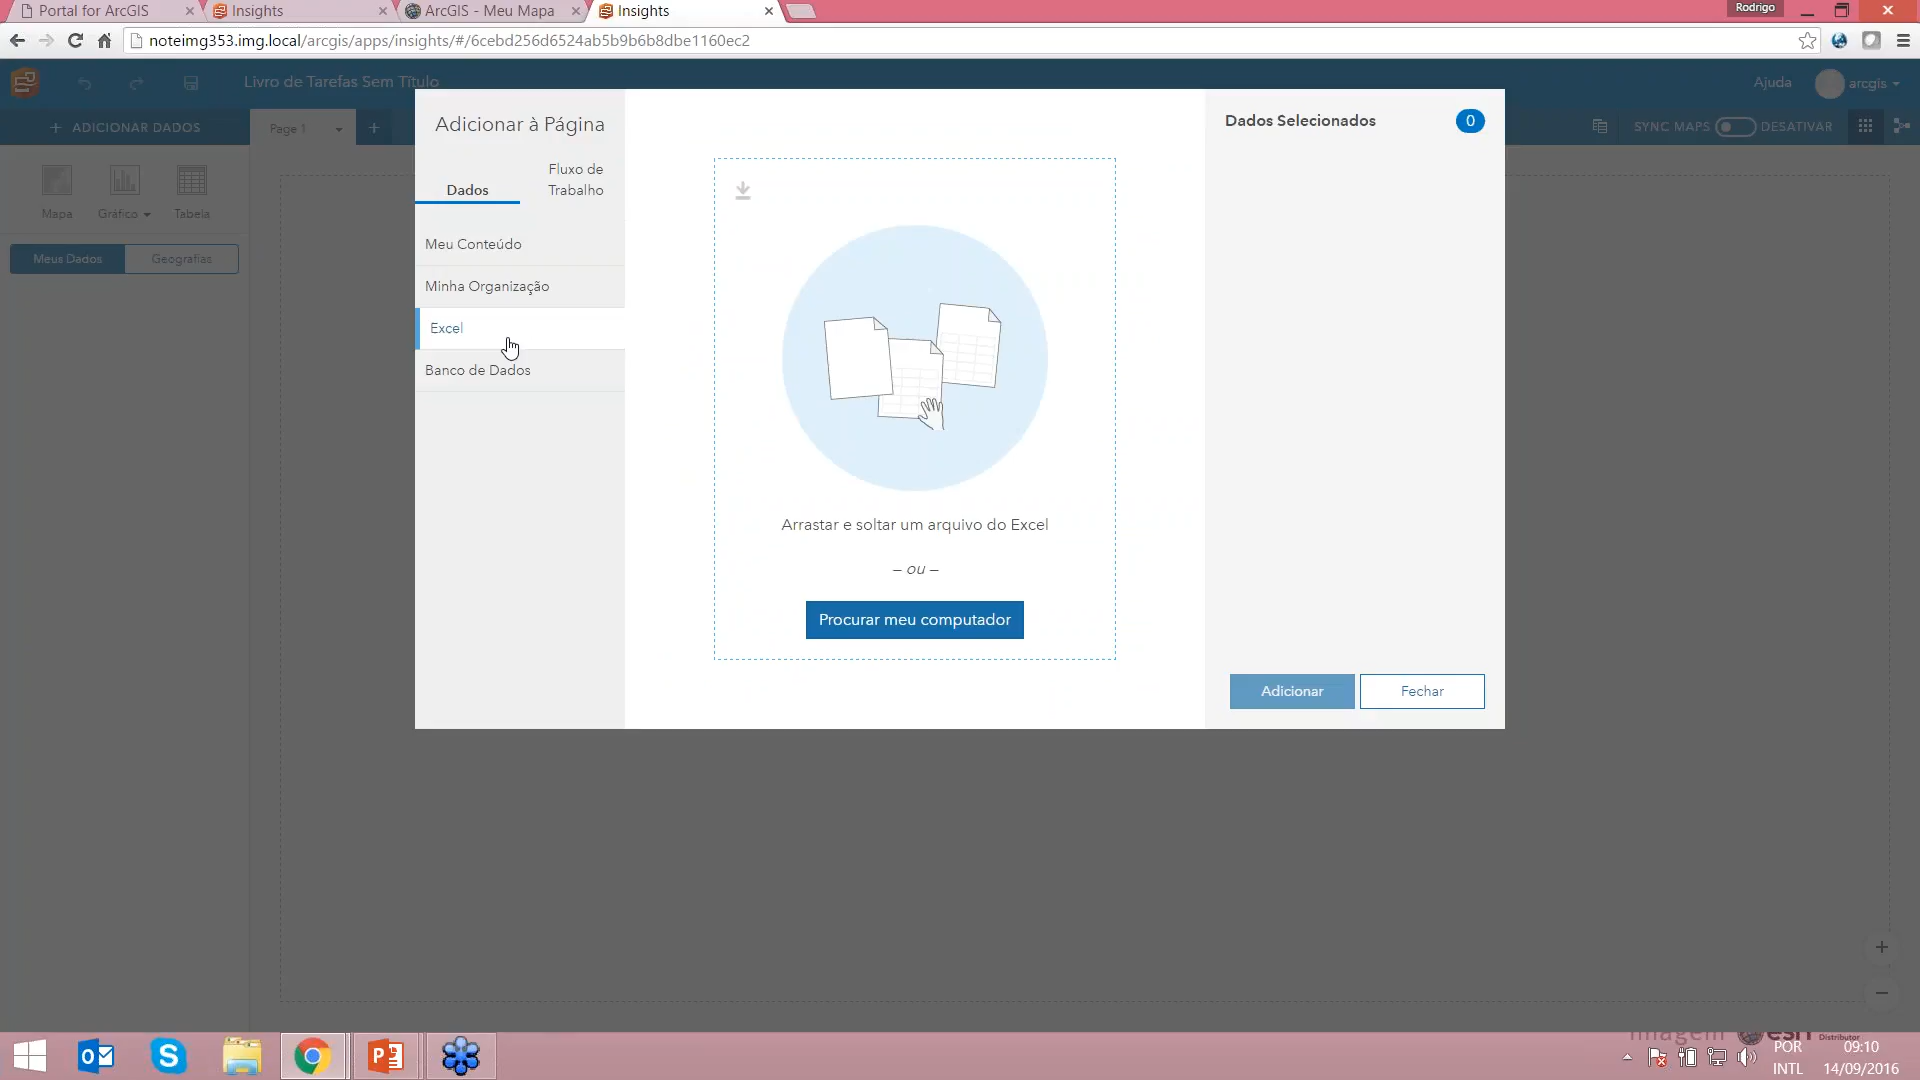 Portal for ArcGIS
Insights
ArcGIS - Meu Mapa
Insights
Rodrigo
noteimg353.img.local/arcgis/apps/insights/#/6cebd256d6524ab5b9b6b8dbe1160ec2
Livro de Tarefas Sem Título
Ajuda
arcgis
ADICIONAR DADOS
Page 1
SYNC MAPS
DESATIVAR
Mapa
Gráfico
Tabela
Meus Dados
Geografias
Adicionar à Página
Dados
Fluxo de
Trabalho
Meu Conteúdo
Minha Organização
Excel
Banco de Dados
Arrastar e soltar um arquivo do Excel
– ou –
Procurar meu computador
Dados Selecionados
0
Adicionar
Fechar
imagem
esri
Distributor
POR
INTL
09:10
14/09/2016